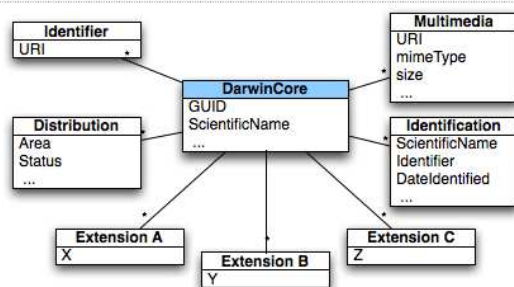 Identifier
URI
*
Multimedia
URI
mimeType
size
...
*
DarwinCore
GUID
ScientificName
...
Distribution
Area
Status
...
*
Identification
ScientificName
Identifier
DateIdentified
...
*
*
Extension A
X
*
Extension B
Y
*
Extension C
Z